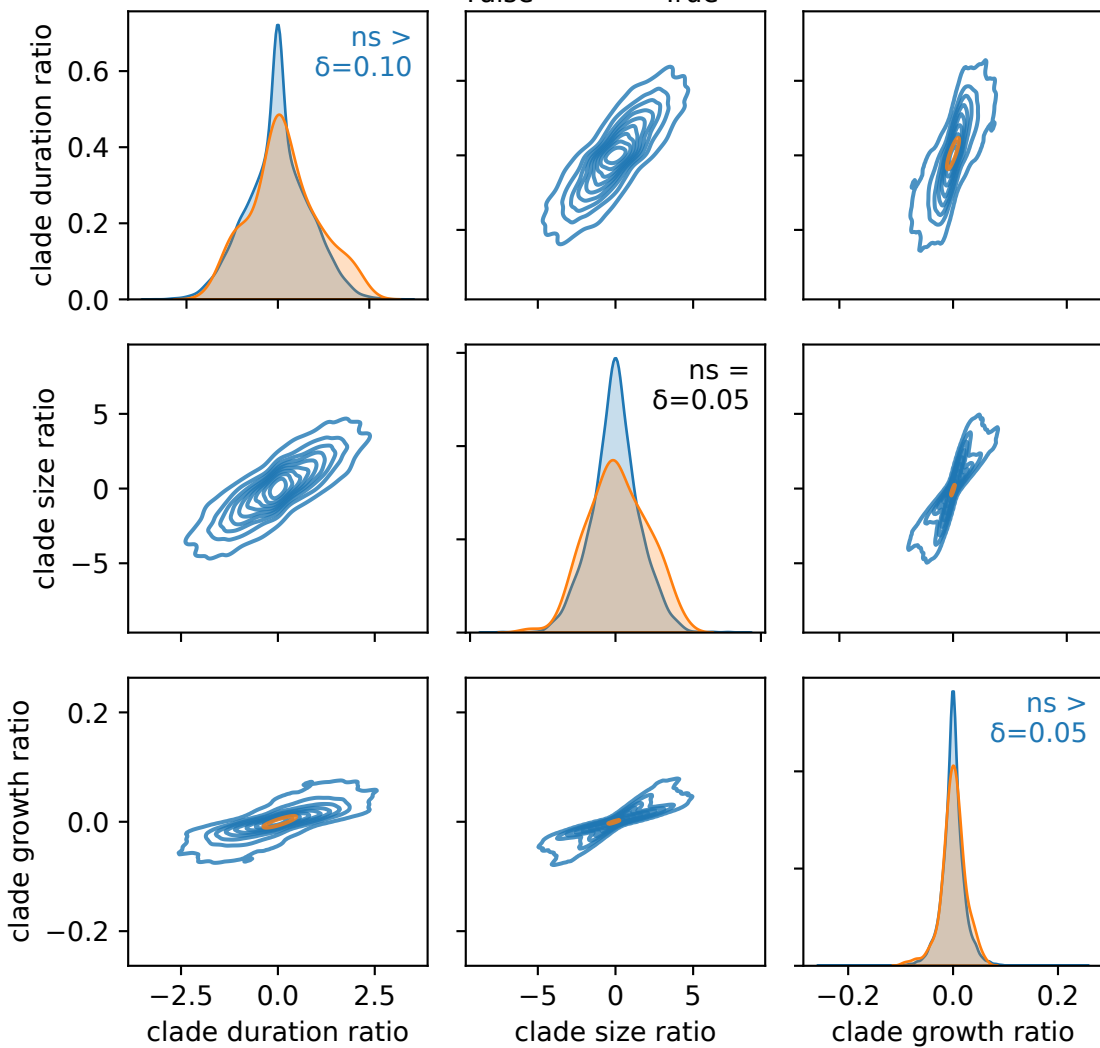 clade duration ratio
0.6
0.4
0.2
0.0
ns >
δ=0.10
clade size ratio
5
0
−5
ns =
δ=0.05
clade growth ratio
0.2
0.0
−0.2
ns >
δ=0.05
−2.5 0.0 2.5
−5 0 5
−0.2 0.0 0.2
clade duration ratio
clade size ratio
clade growth ratio